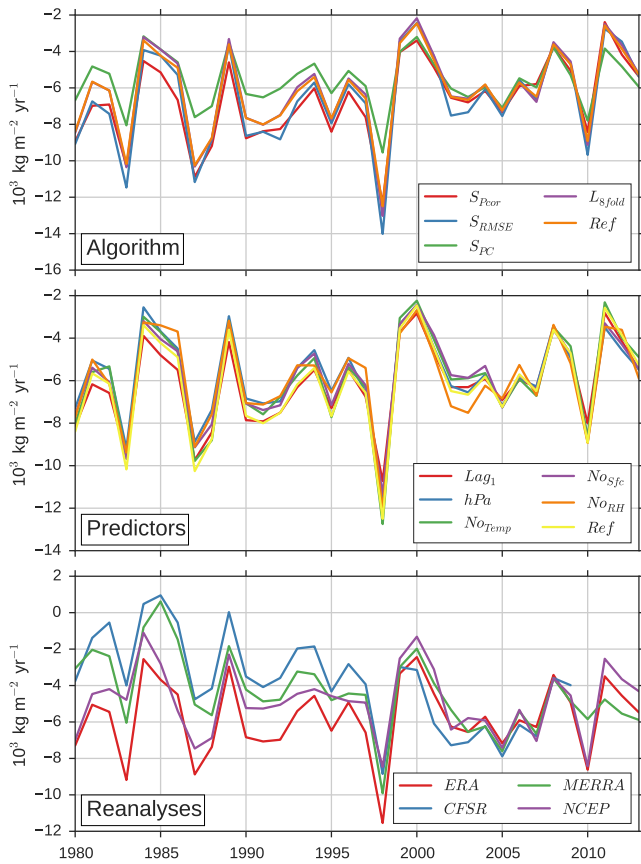 −2
−4
−6
−8
−10
−12
−14
−16
10³ kg m⁻² yr⁻¹
Algorithm
S_Pcor
S_RMSE
S_PC
L_8fold
Ref
−2
−4
−6
−8
−10
−12
−14
10³ kg m⁻² yr⁻¹
Predictors
Lag₁
hPa
No_Temp
No_Sfc
No_RH
Ref
2
0
−2
−4
−6
−8
−10
−12
10³ kg m⁻² yr⁻¹
Reanalyses
ERA
CFSR
MERRA
NCEP
1980 1985 1990 1995 2000 2005 2010